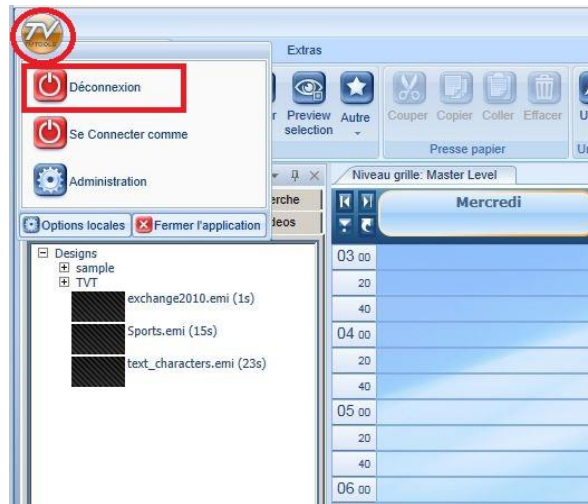 TV
TVTOOLS
Extras
Déconnexion
Se Connecter comme
Administration
Options locales
Fermer l'application
Preview
selection
Autre
Couper
Copier
Coller
Effacer
Presse papier
Niveau grille: Master Level
Mercredi
Designs
sample
TVT
exchange2010.emi (1s)
Sports.emi (15s)
text_characters.emi (23s)
03 00
20
40
04 00
20
40
05 00
20
40
06 00